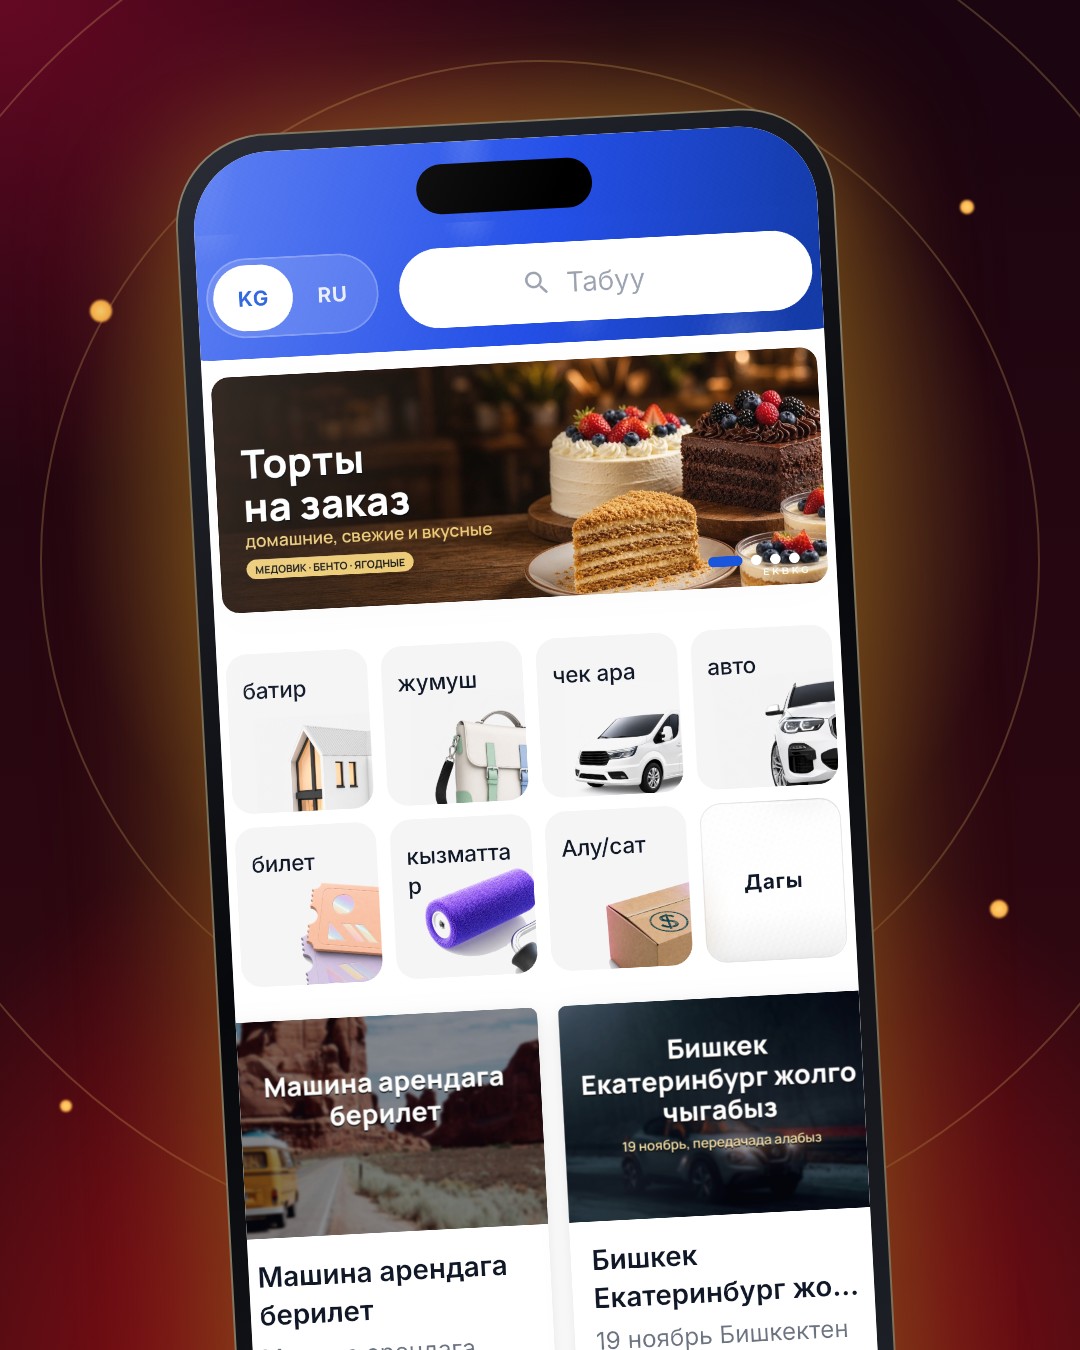 KG
RU
Табуу
Торты
на заказ
домашние, свежие и вкусные
МЕДОВИК · БЕНТО · ЯГОДНЫЕ
EKBKG
батир
жумуш
чек ара
авто
билет
кызматта
р
Алу/сат
Дагы
Машина арендага
берилет
Бишкек
Екатеринбург жолго
чыгабыз
19 ноябрь, передачада алабыз
Машина арендага
берилет
Бишкек
Екатеринбург жо...
19 ноябрь Бишкектен